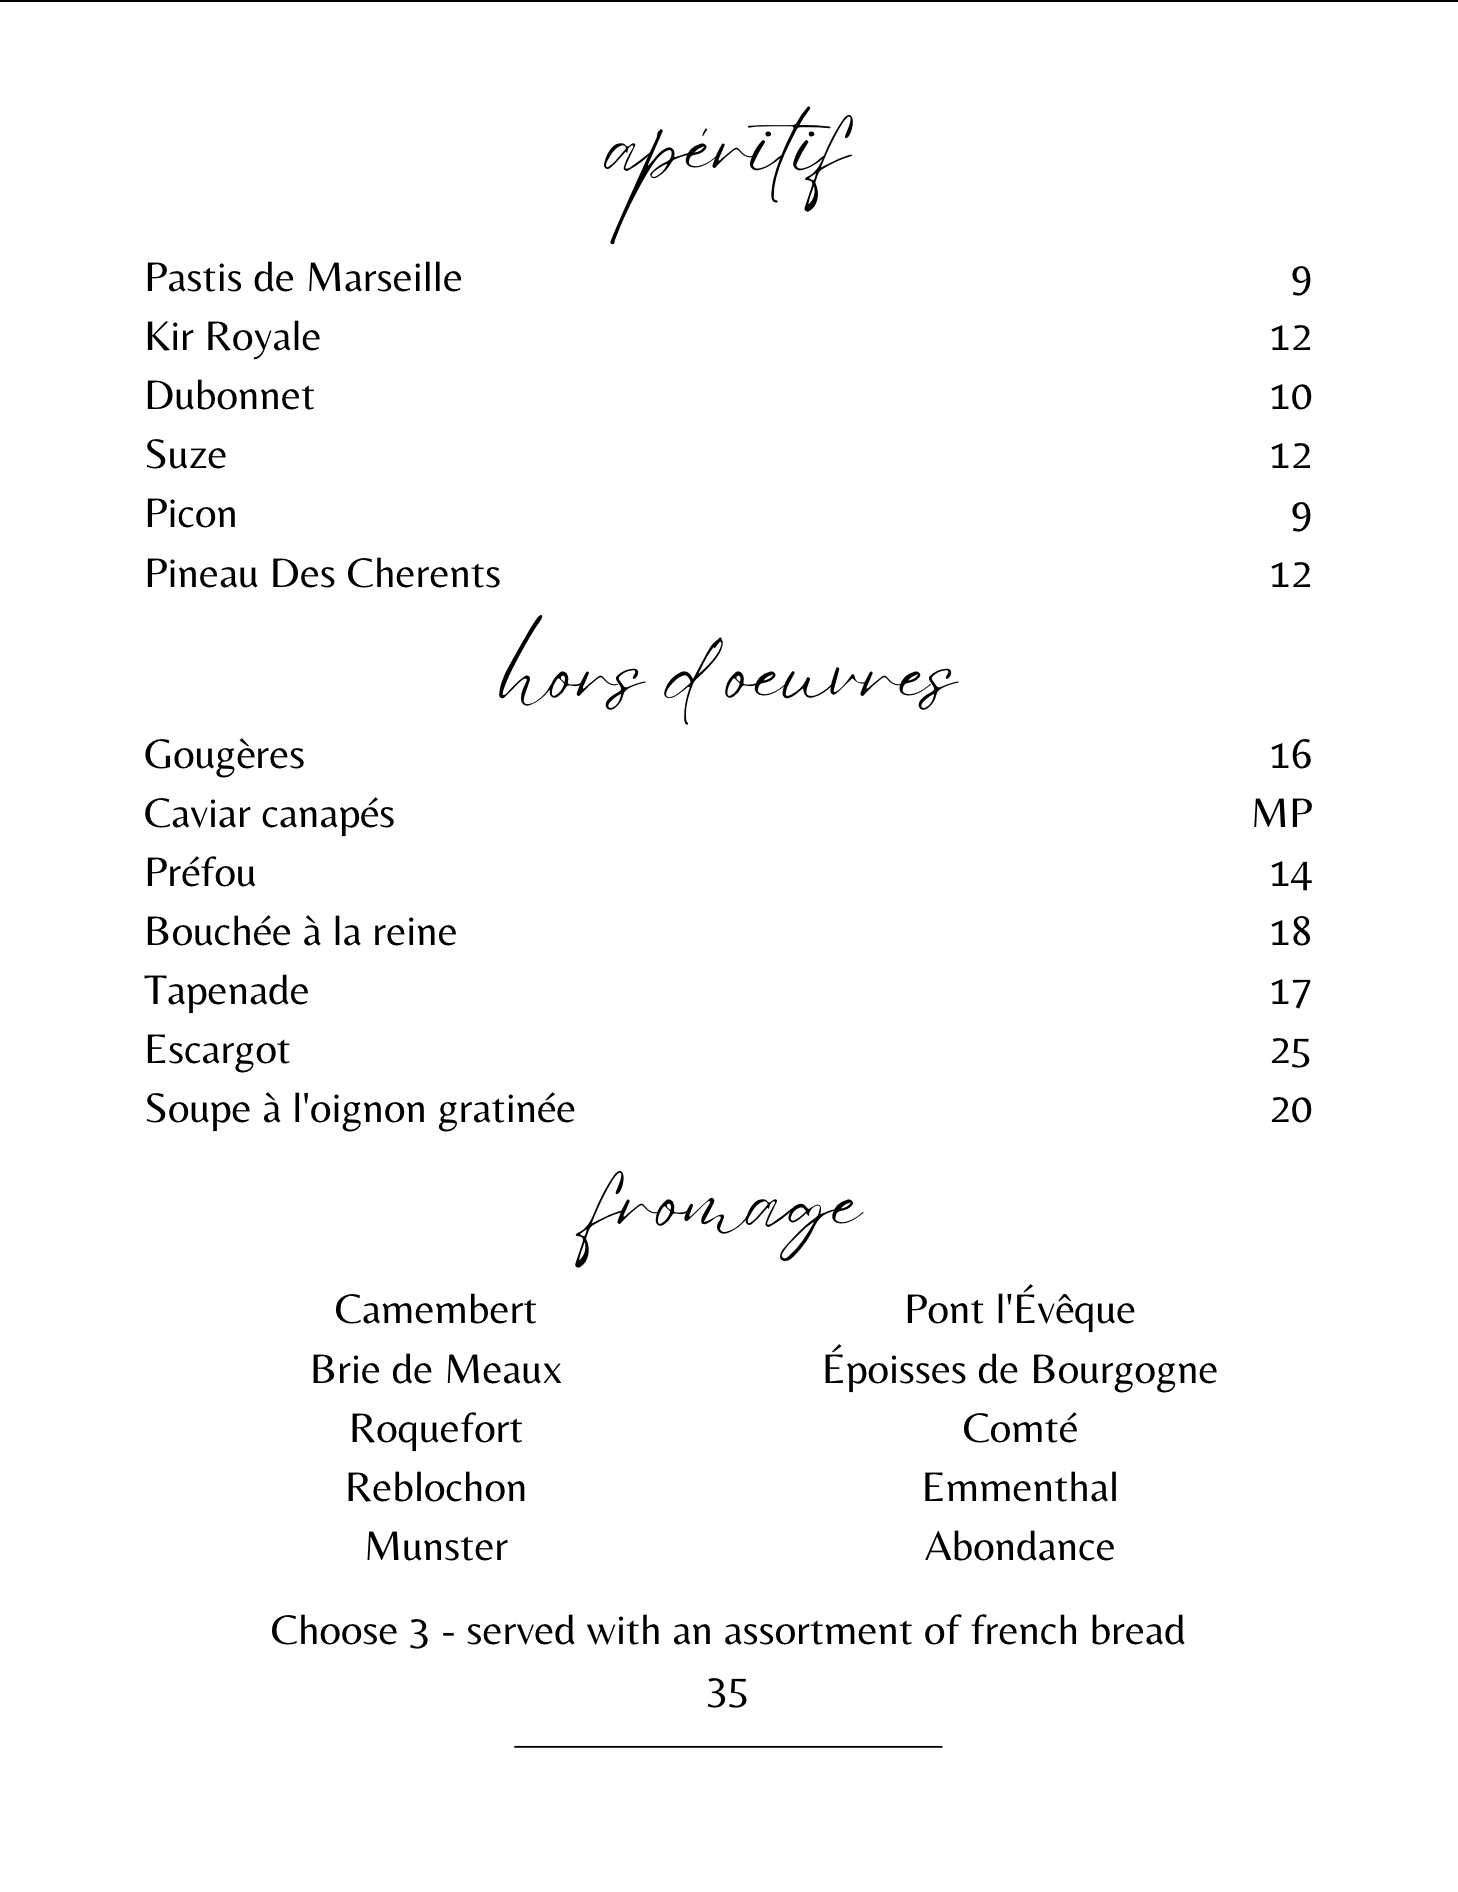 apéritif
Pastis de Marseille 9
Kir Royale 12
Dubonnet 10
Suze 12
Picon 9
Pineau Des Cherents 12
hors d'oeuvres
Gougères 16
Caviar canapés MP
Préfou 14
Bouchée à la reine 18
Tapenade 17
Escargot 25
Soupe à l'oignon gratinée 20
fromage
Camembert Pont l'Évêque
Brie de Meaux Époisses de Bourgogne
Roquefort Comté
Reblochon Emmenthal
Munster Abondance
Choose 3 - served with an assortment of french bread
35